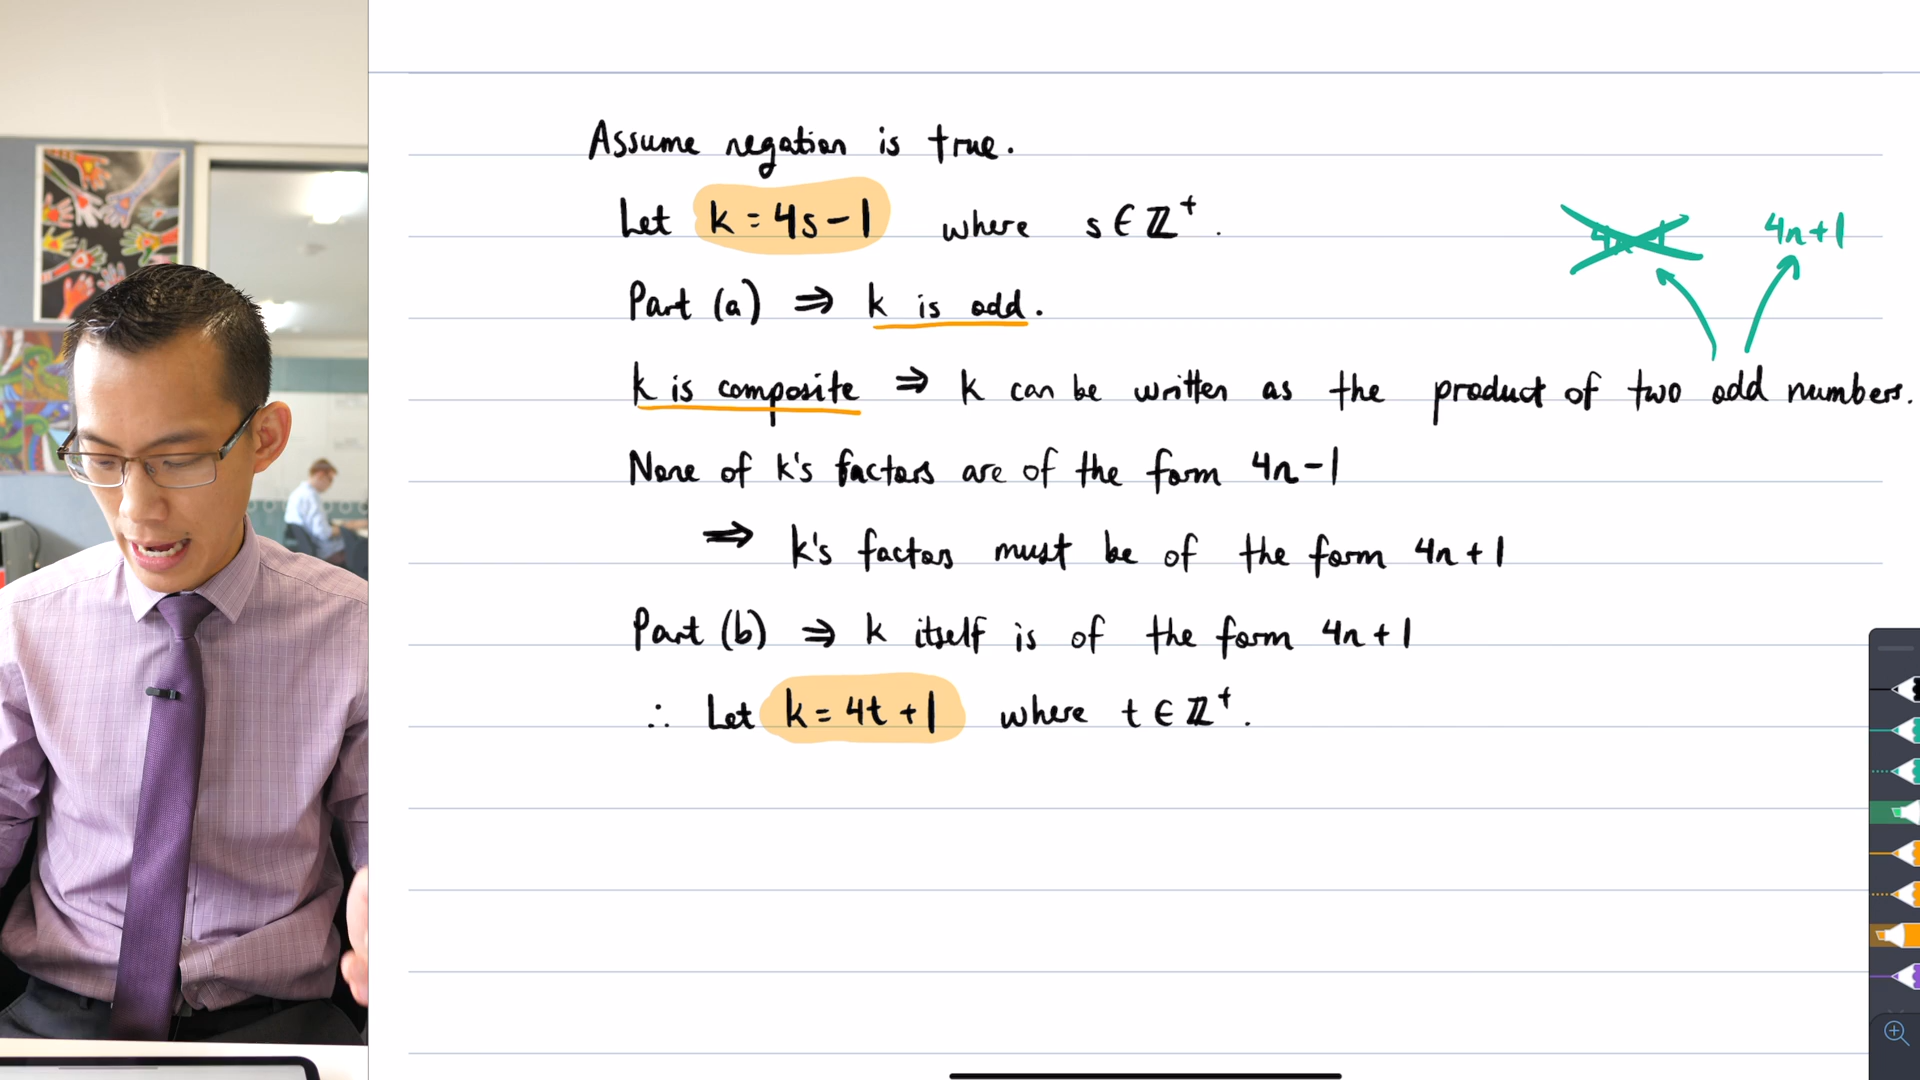 Assume negation is true.
Let k = 4s - 1 where s ∈ ℤ⁺.
4n+1
Part (a) ⇒ k is odd.
k is composite ⇒ k can be written as the product of two odd numbers.
None of k's factors are of the form 4n-1
⇒ k's factors must be of the form 4n + 1
Part (b) ⇒ k itself is of the form 4n + 1
∴ Let k = 4t + 1 where t ∈ ℤ⁺.